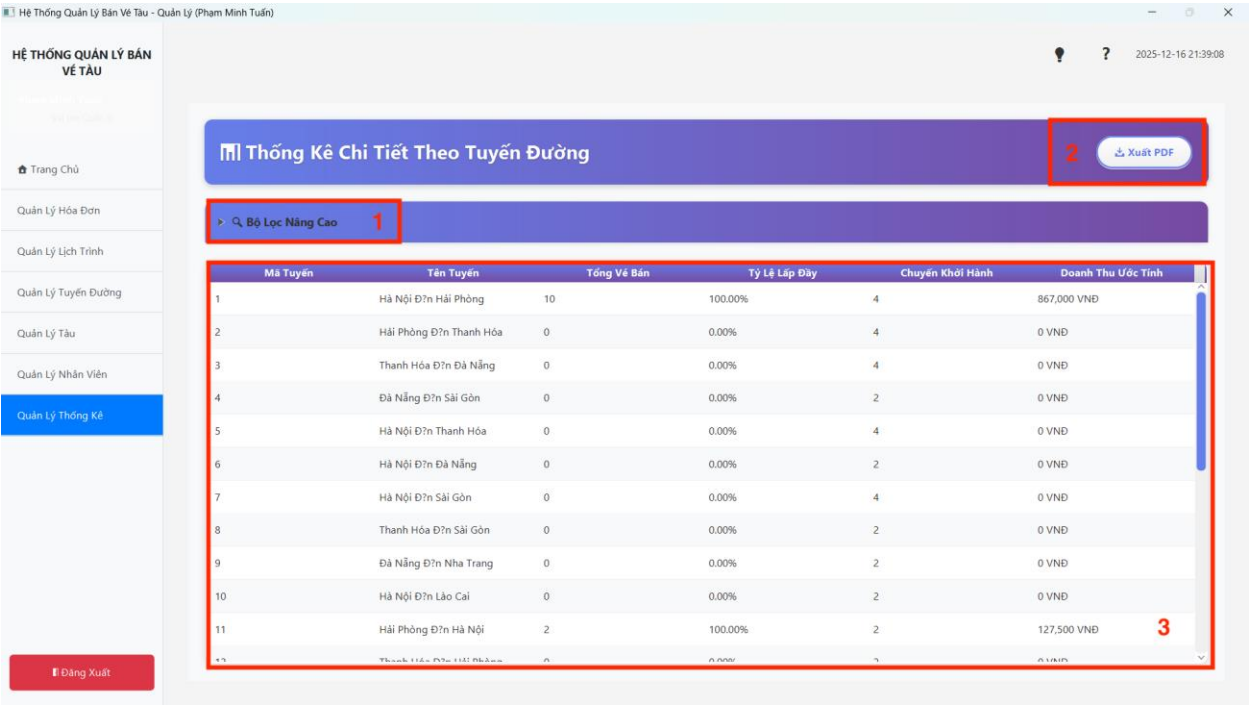 Hệ Thống Quản Lý Bán Vé Tàu - Quản Lý (Phạm Minh Tuấn)
HỆ THỐNG QUẢN LÝ BÁN
VÉ TÀU
? 2025-12-16 21:39:08
Trang Chủ
Quản Lý Hóa Đơn
Quản Lý Lịch Trình
Quản Lý Tuyến Đường
Quản Lý Tàu
Quản Lý Nhân Viên
Quản Lý Thống Kê
Đăng Xuất
Thống Kê Chi Tiết Theo Tuyến Đường
2 Xuất PDF
Bộ Lọc Nâng Cao 1
Mã Tuyến Tên Tuyến Tổng Vé Bán Tỷ Lệ Lấp Đầy Chuyến Khởi Hành Doanh Thu Ước Tính
1 Hà Nội Đ?n Hải Phòng 10 100.00% 4 867,000 VNĐ
2 Hải Phòng Đ?n Thanh Hóa 0 0.00% 4 0 VNĐ
3 Thanh Hóa Đ?n Đà Nẵng 0 0.00% 4 0 VNĐ
4 Đà Nẵng Đ?n Sài Gòn 0 0.00% 2 0 VNĐ
5 Hà Nội Đ?n Thanh Hóa 0 0.00% 4 0 VNĐ
6 Hà Nội Đ?n Đà Nẵng 0 0.00% 2 0 VNĐ
7 Hà Nội Đ?n Sài Gòn 0 0.00% 4 0 VNĐ
8 Thanh Hóa Đ?n Sài Gòn 0 0.00% 2 0 VNĐ
9 Đà Nẵng Đ?n Nha Trang 0 0.00% 2 0 VNĐ
10 Hà Nội Đ?n Lào Cai 0 0.00% 2 0 VNĐ
11 Hải Phòng Đ?n Hà Nội 2 100.00% 2 127,500 VNĐ
3
12 Thanh Hóa Đ?n Hải Phòng 0 0.00% 2 0 VNĐ